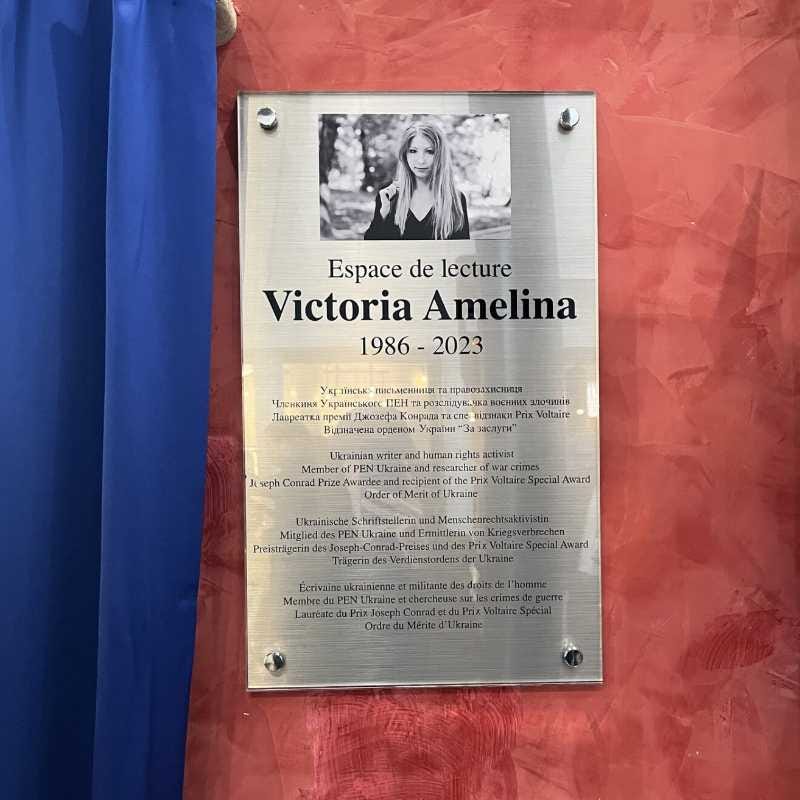 Espace de lecture
Victoria Amelina
1986 - 2023
Українська письменниця та правозахисниця
Членкиня Українського ПЕН та розслідувачка воєнних злочинів
Лавреатка премії Джозефа Конрада та спецвідзнаки Prix Voltaire
Відзначена орденом України “За заслуги”
Ukrainian writer and human rights activist
Member of PEN Ukraine and researcher of war crimes
Joseph Conrad Prize Awardee and recipient of the Prix Voltaire Special Award
Order of Merit of Ukraine
Ukrainische Schriftstellerin und Menschenrechtsaktivistin
Mitglied des PEN Ukraine und Ermittlerin von Kriegsverbrechen
Preisträgerin des Joseph-Conrad-Preises und des Prix Voltaire Special Award
Trägerin des Verdienstordens der Ukraine
Écrivaine ukrainienne et militante des droits de l’homme
Membre du PEN Ukraine et chercheuse sur les crimes de guerre
Lauréate du Prix Joseph Conrad et du Prix Voltaire Spécial
Ordre du Mérite d’Ukraine